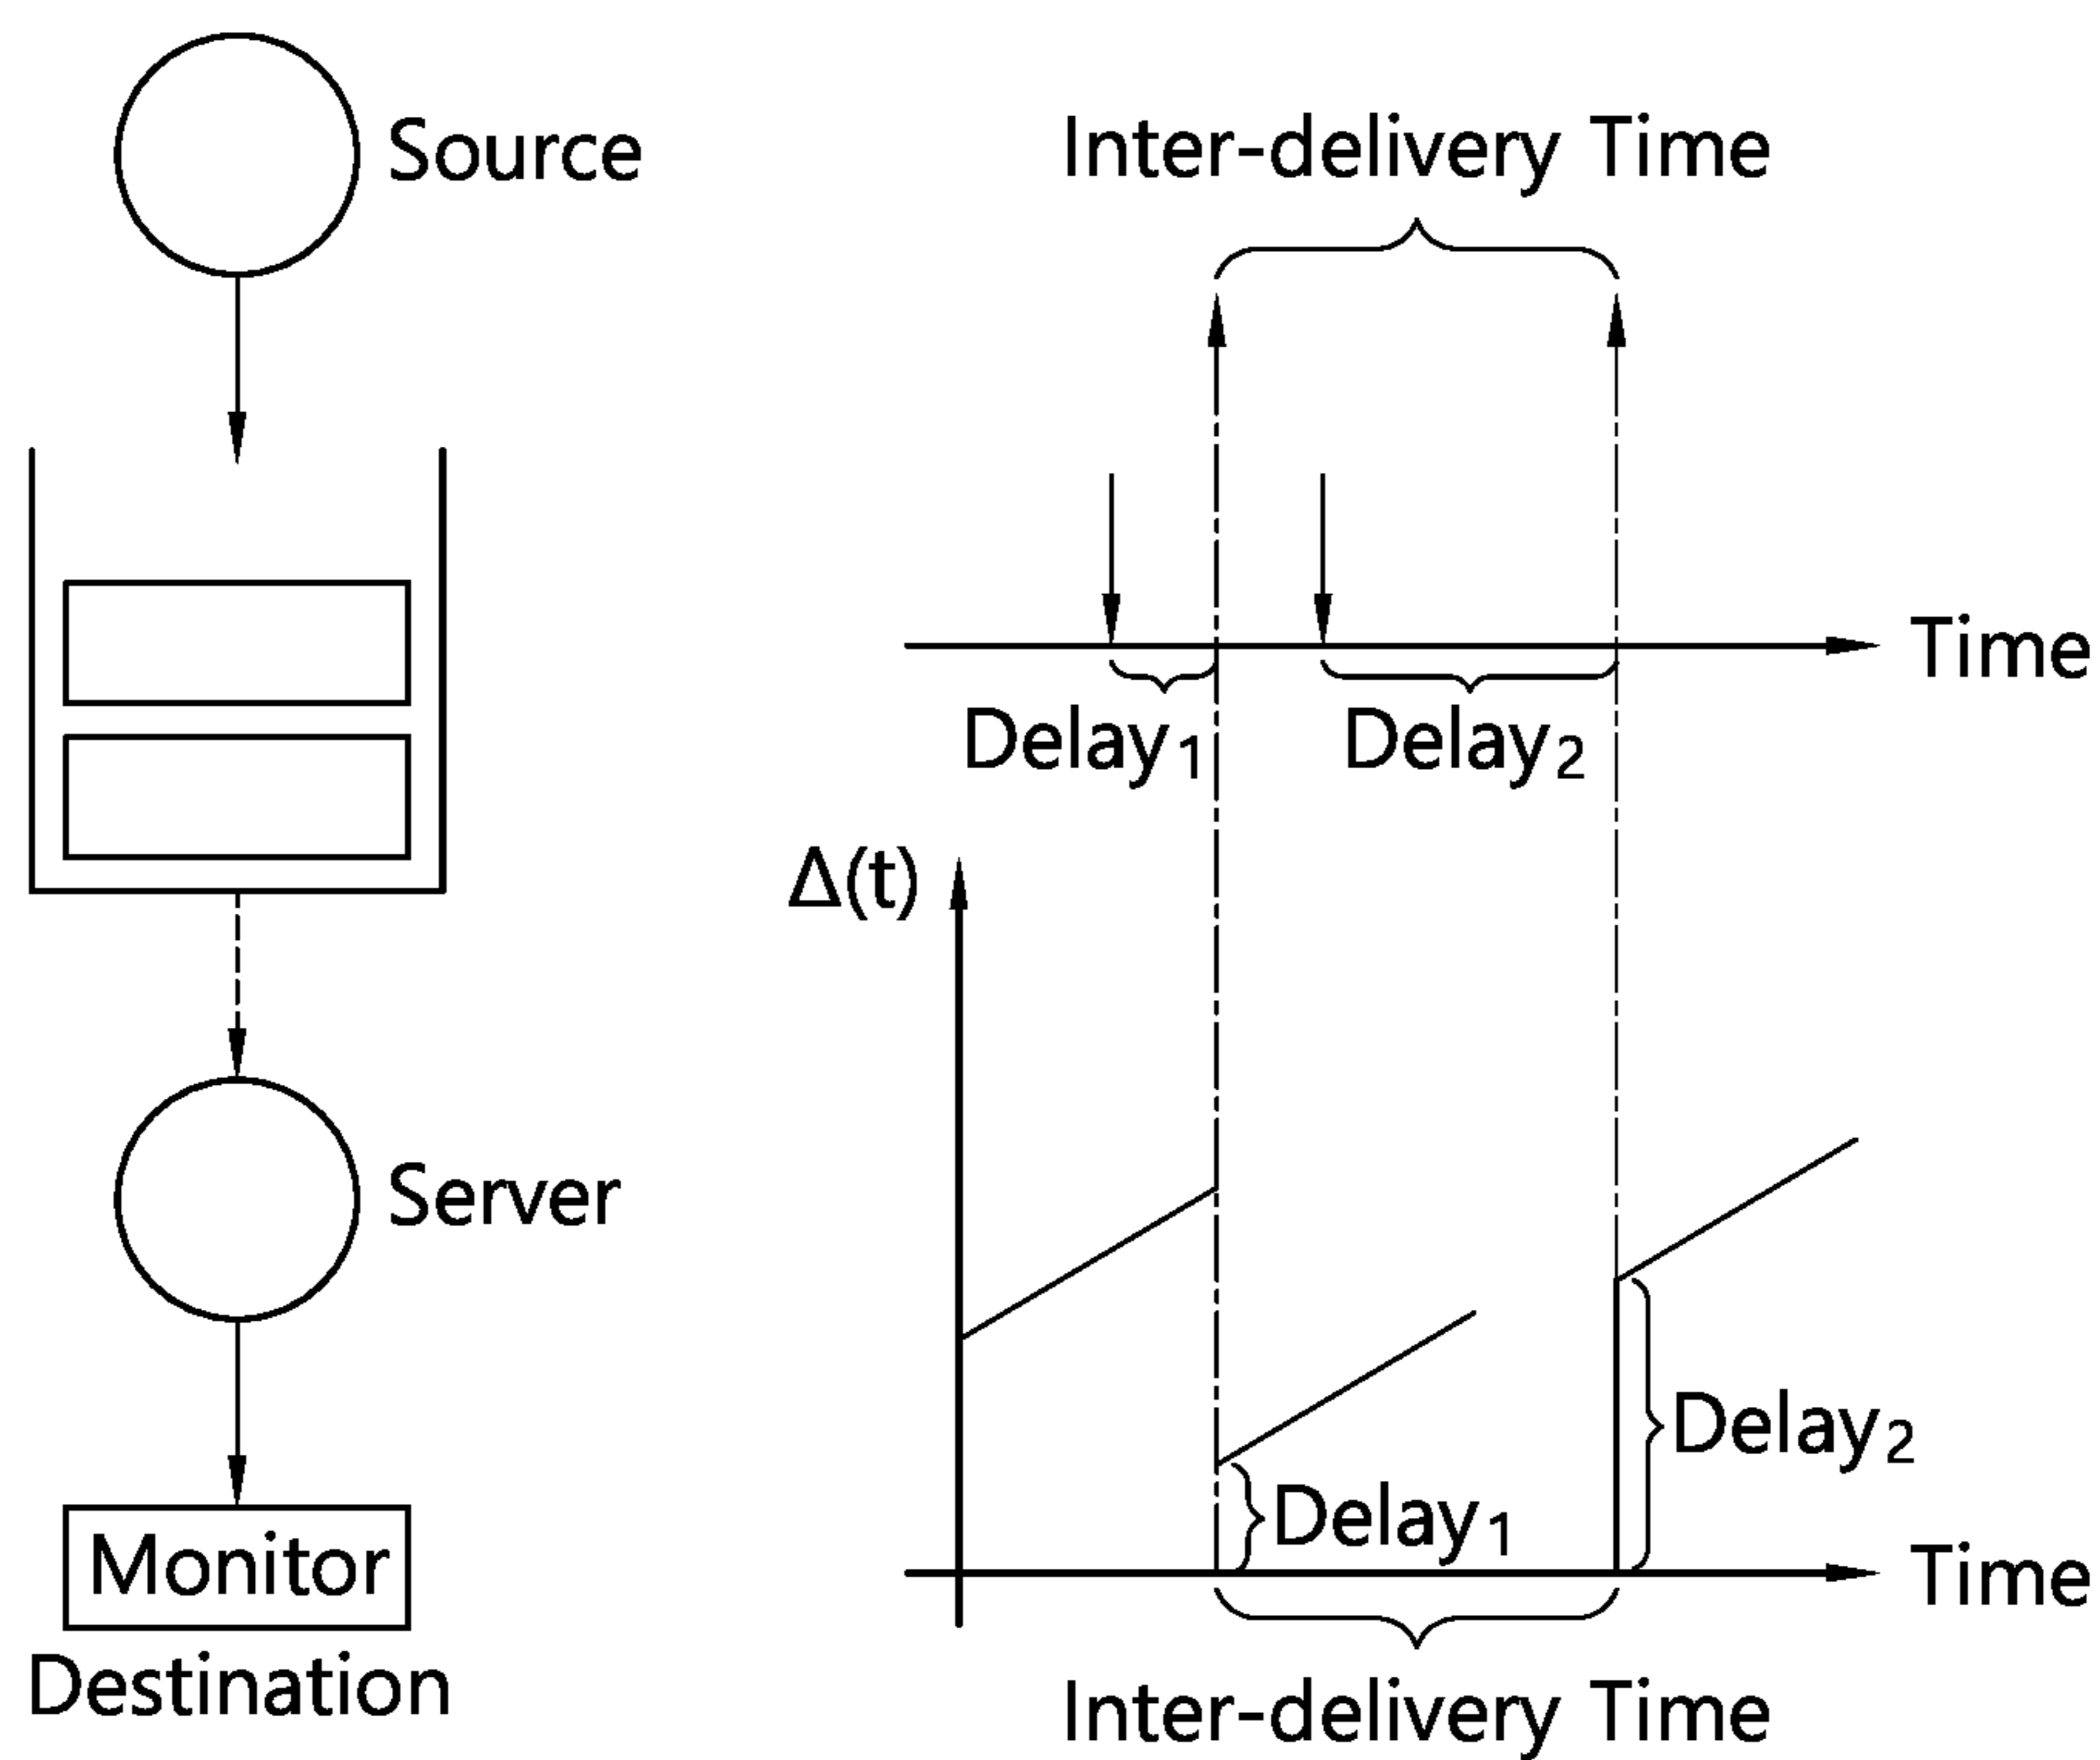 Source
Server
Monitor
Destination
Inter-delivery Time
Time
Delay₁
Delay₂
Δ(t)
Delay₂
Delay₁
Time
Inter-delivery Time